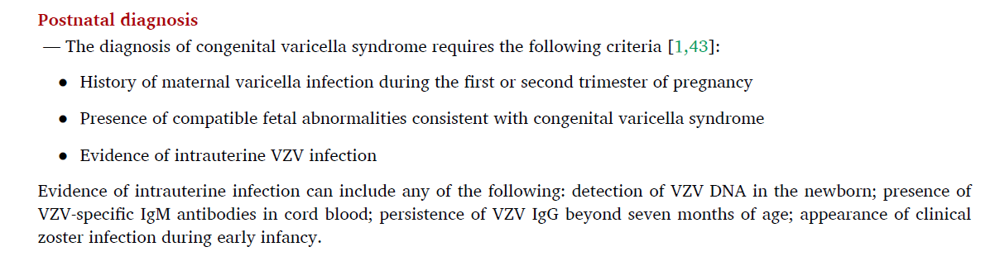 Postnatal diagnosis
— The diagnosis of congenital varicella syndrome requires the following criteria [1,43]:
● History of maternal varicella infection during the first or second trimester of pregnancy
● Presence of compatible fetal abnormalities consistent with congenital varicella syndrome
● Evidence of intrauterine VZV infection
Evidence of intrauterine infection can include any of the following: detection of VZV DNA in the newborn; presence of
VZV-specific IgM antibodies in cord blood; persistence of VZV IgG beyond seven months of age; appearance of clinical
zoster infection during early infancy.